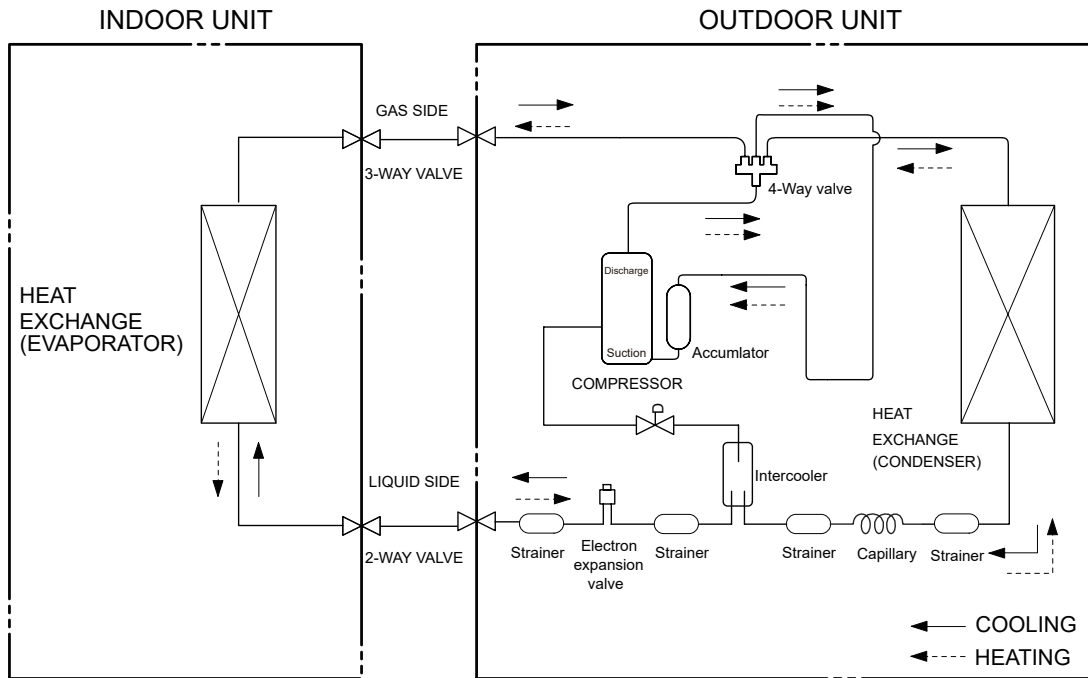 INDOOR UNIT
OUTDOOR UNIT
GAS SIDE
3-WAY VALVE
4-Way valve
HEAT
EXCHANGE
(EVAPORATOR)
Discharge
Suction
Accumlator
COMPRESSOR
HEAT
EXCHANGE
(CONDENSER)
Intercooler
LIQUID SIDE
2-WAY VALVE
Strainer
Electron
expansion
valve
Strainer
Strainer
Capillary
Strainer
COOLING
HEATING